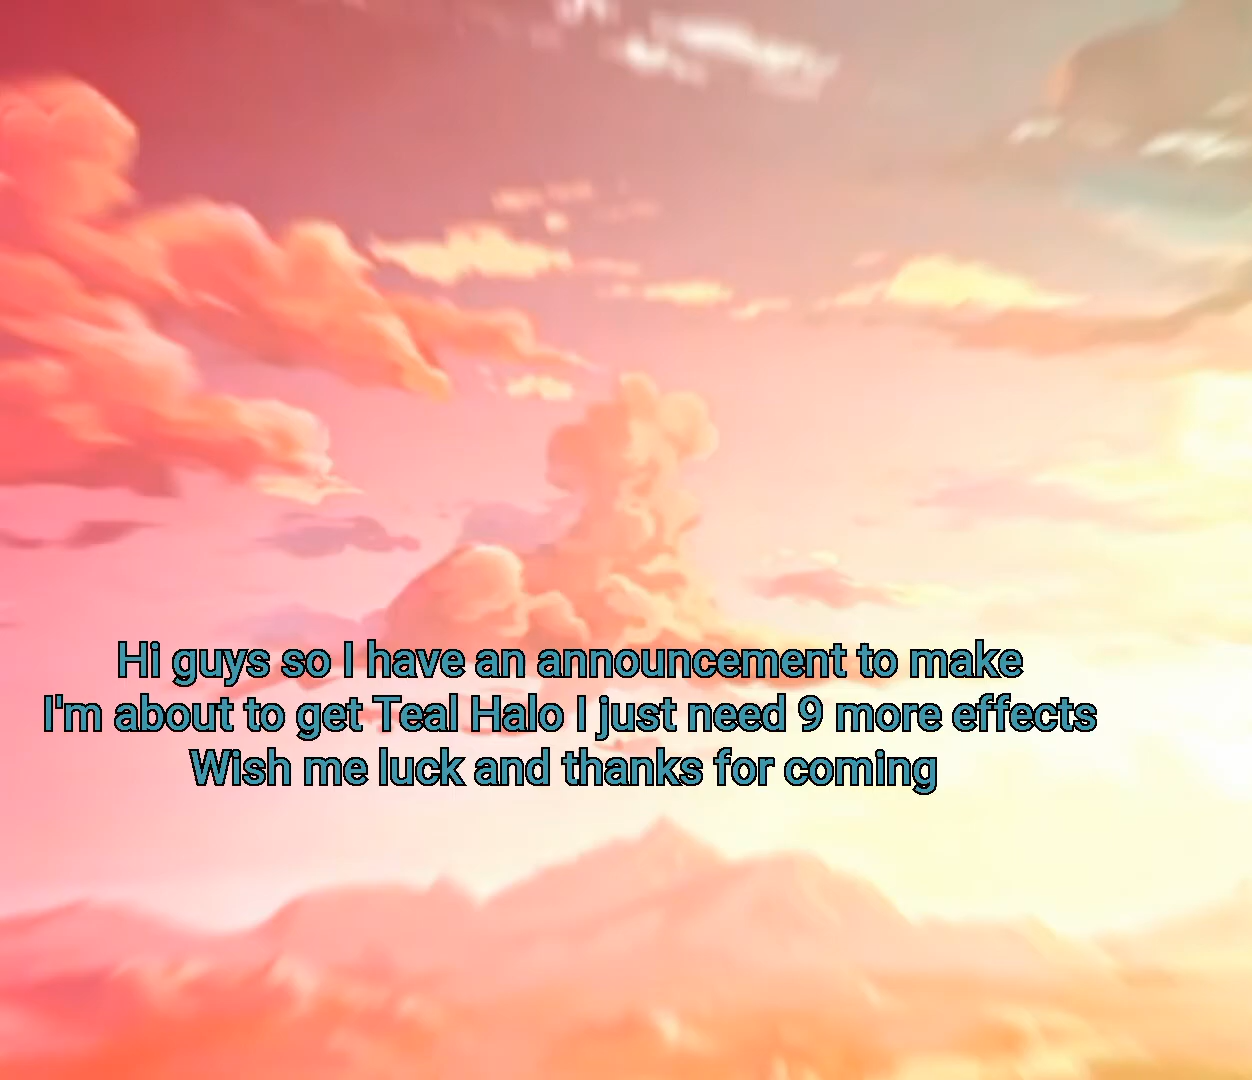 Hi guys so I have an announcement to make
I'm about to get Teal Halo I just need 9 more effects
Wish me luck and thanks for coming